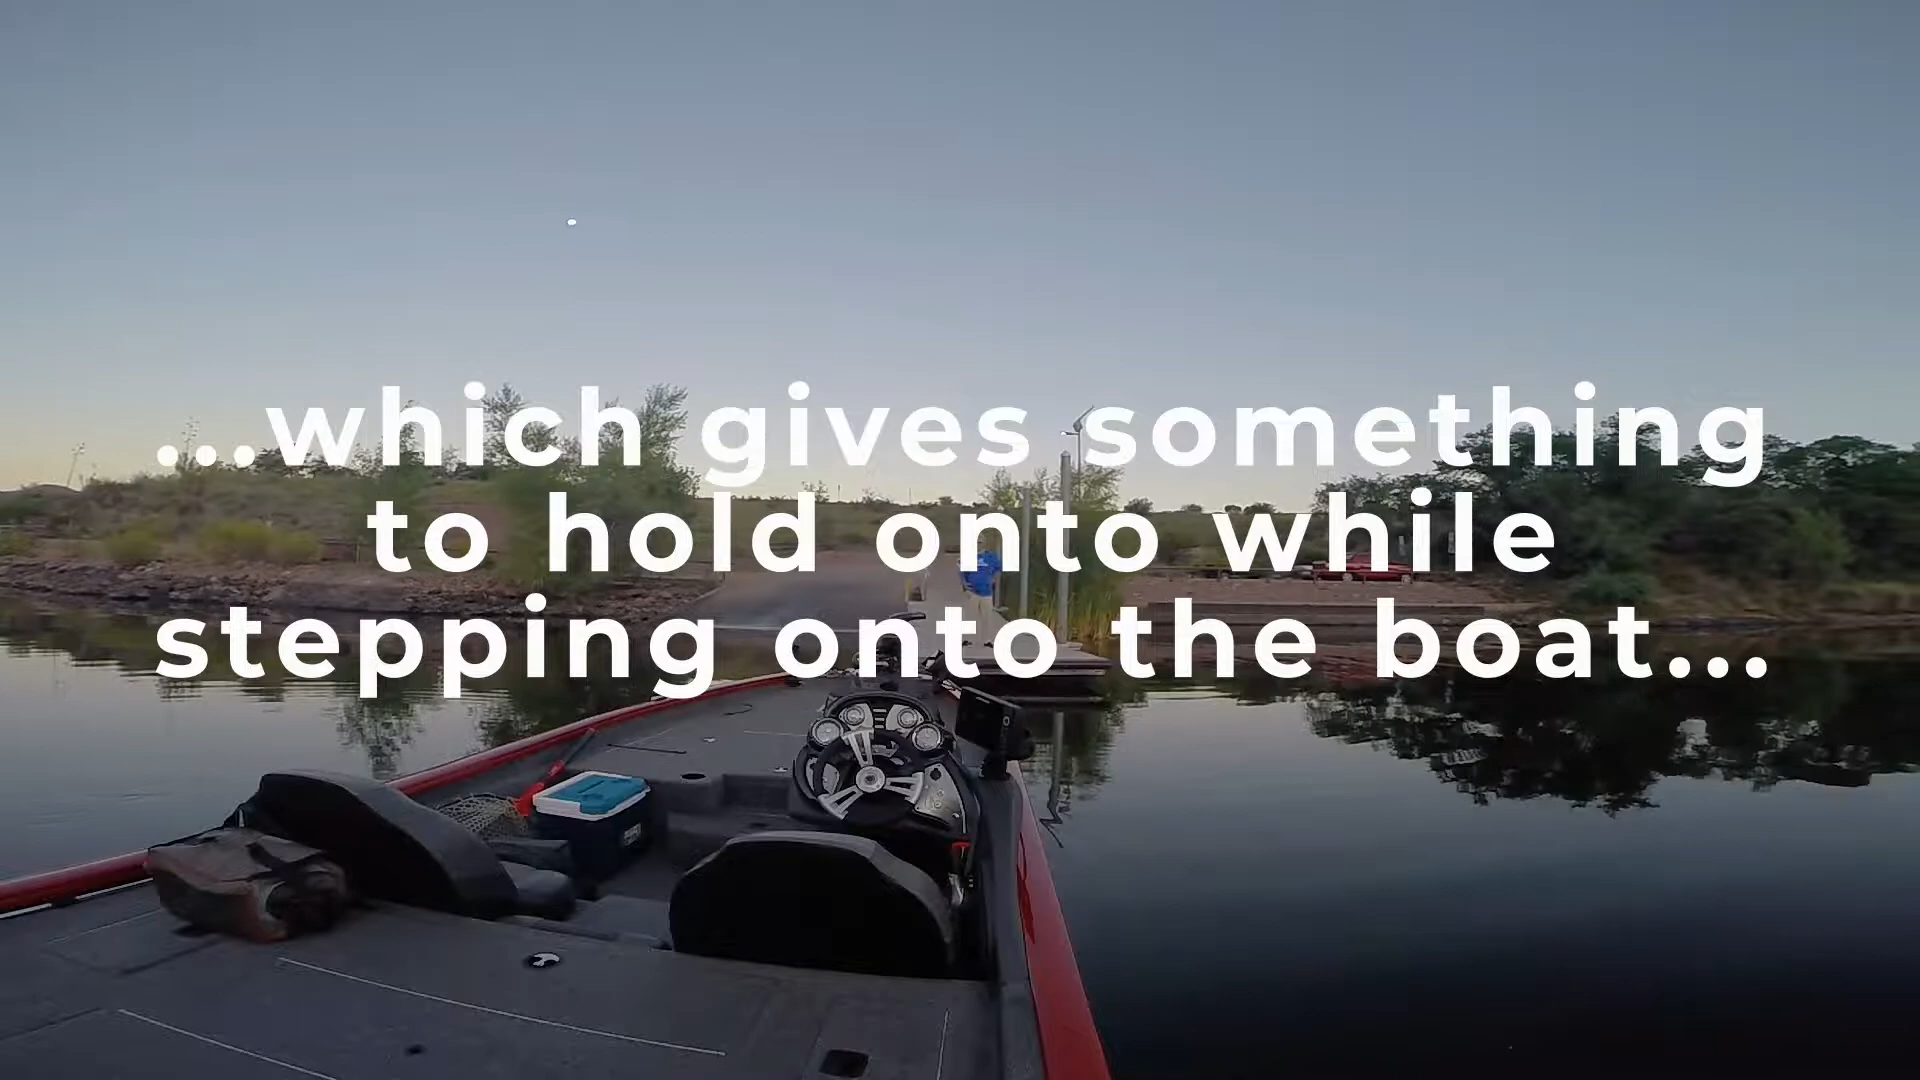 ...which gives something
to hold onto while
stepping onto the boat...